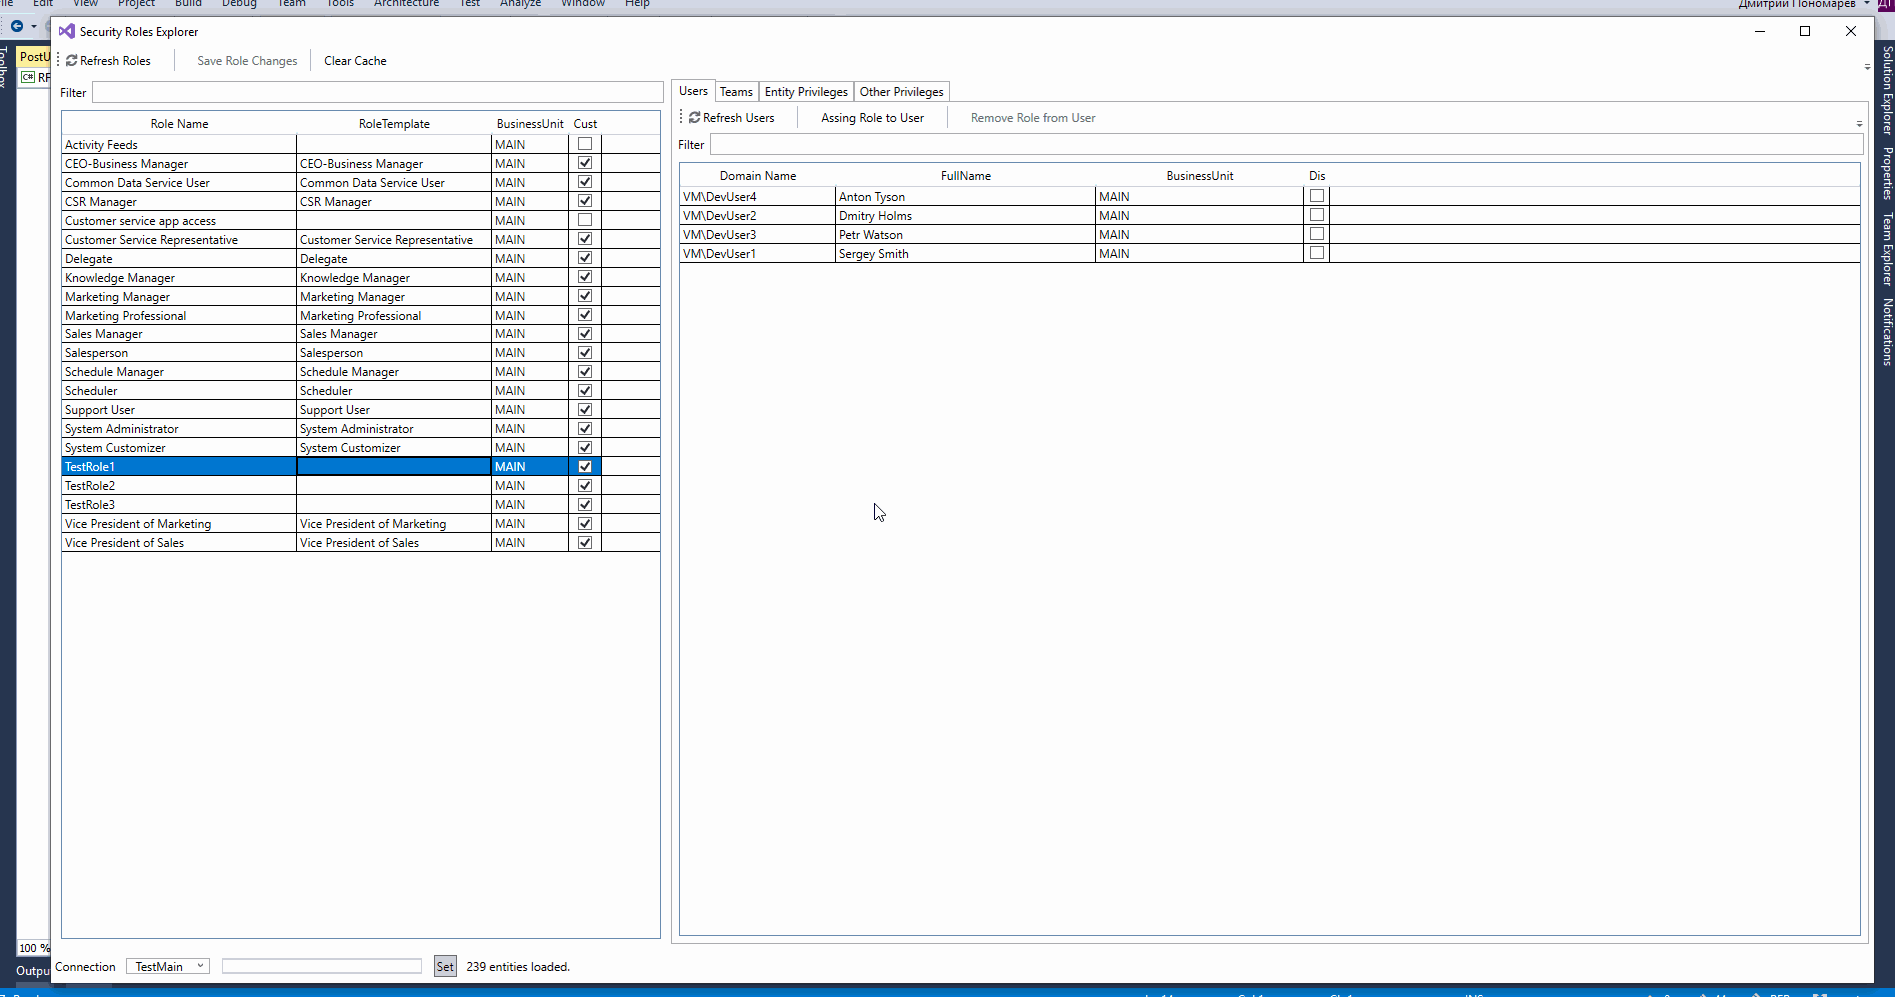 File Edit View Project Build Debug Team Tools Architecture Test Analyze Window Help
Дмитрий Пономарев
Security Roles Explorer
Refresh Roles Save Role Changes Clear Cache
Filter
Role Name RoleTemplate BusinessUnit Cust
Activity Feeds MAIN
CEO-Business Manager CEO-Business Manager MAIN
Common Data Service User Common Data Service User MAIN
CSR Manager CSR Manager MAIN
Customer service app access MAIN
Customer Service Representative Customer Service Representative MAIN
Delegate Delegate MAIN
Knowledge Manager Knowledge Manager MAIN
Marketing Manager Marketing Manager MAIN
Marketing Professional Marketing Professional MAIN
Sales Manager Sales Manager MAIN
Salesperson Salesperson MAIN
Schedule Manager Schedule Manager MAIN
Scheduler Scheduler MAIN
Support User Support User MAIN
System Administrator System Administrator MAIN
System Customizer System Customizer MAIN
TestRole1 MAIN
TestRole2 MAIN
TestRole3 MAIN
Vice President of Marketing Vice President of Marketing MAIN
Vice President of Sales Vice President of Sales MAIN
Users Teams Entity Privileges Other Privileges
Refresh Users Assing Role to User Remove Role from User
Filter
Domain Name FullName BusinessUnit Dis
VM\DevUser4 Anton Tyson MAIN
VM\DevUser2 Dmitry Holms MAIN
VM\DevUser3 Petr Watson MAIN
VM\DevUser1 Sergey Smith MAIN
Connection TestMain Set 239 entities loaded.
Toolbox
PostU
C# RF
100 %
Outpu
Solution Explorer
Properties
Team Explorer
Notifications